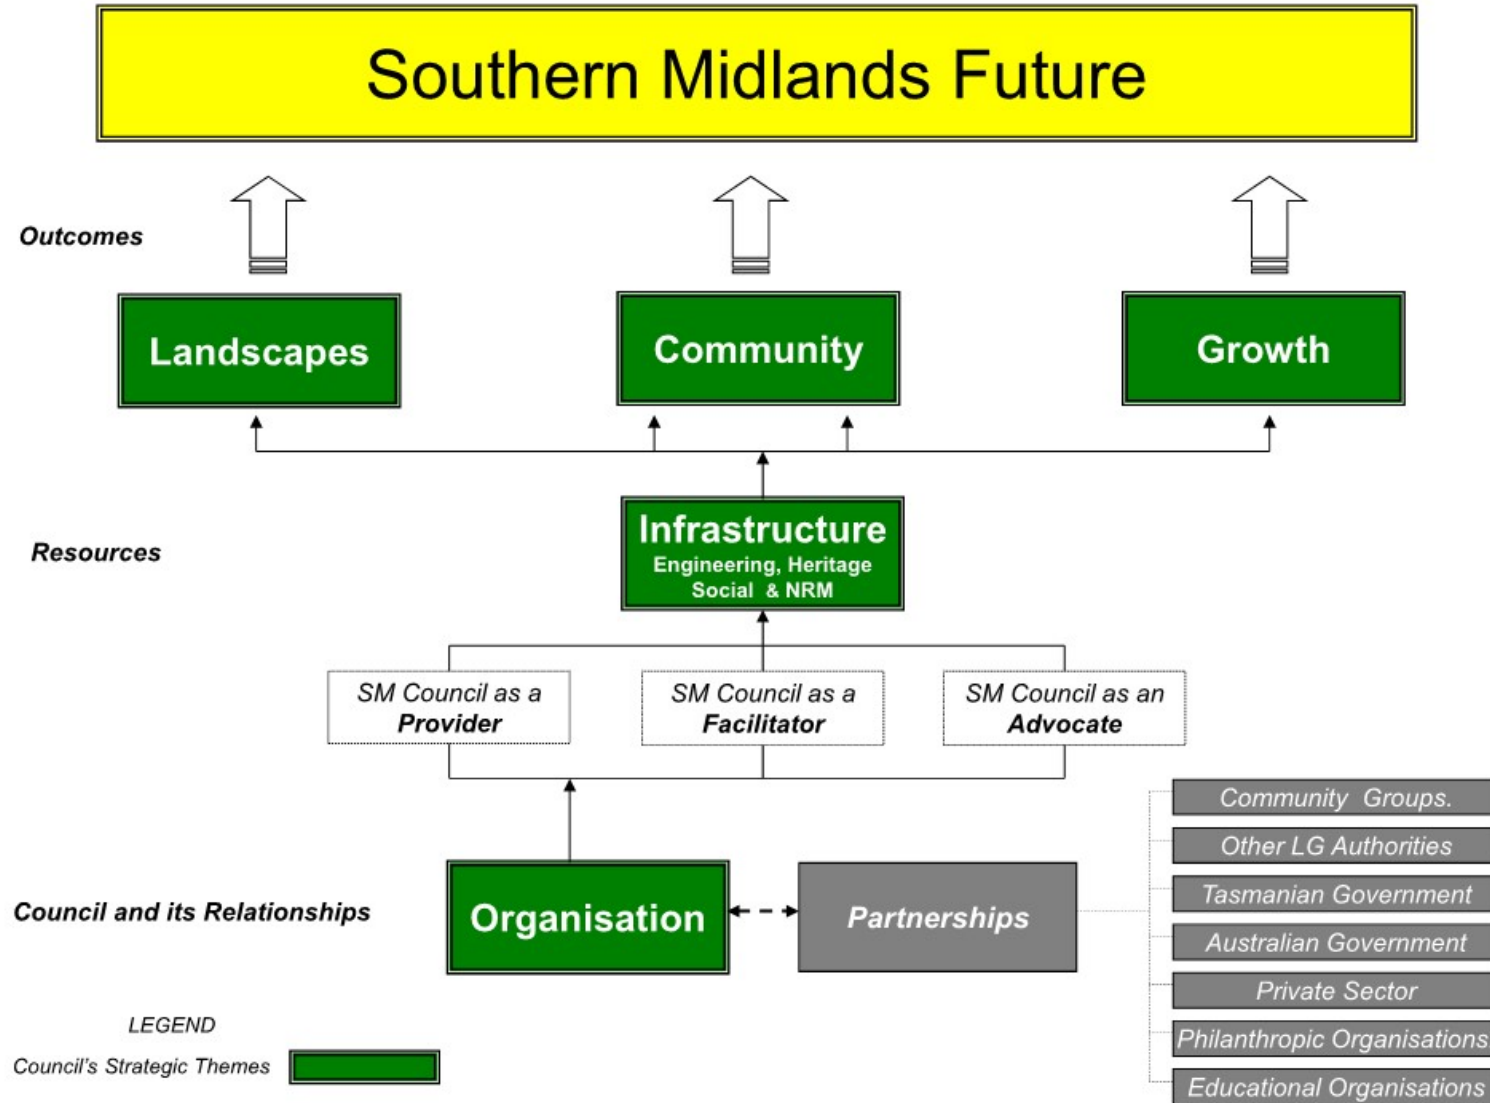 Southern Midlands Future
Outcomes
Landscapes
Community
Growth
Resources
Infrastructure
Engineering, Heritage
Social & NRM
SM Council as a
Provider
SM Council as a
Facilitator
SM Council as an
Advocate
Council and its Relationships
Organisation
Partnerships
Community Groups.
Other LG Authorities
Tasmanian Government
Australian Government
Private Sector
Philanthropic Organisations
Educational Organisations
LEGEND
Council's Strategic Themes